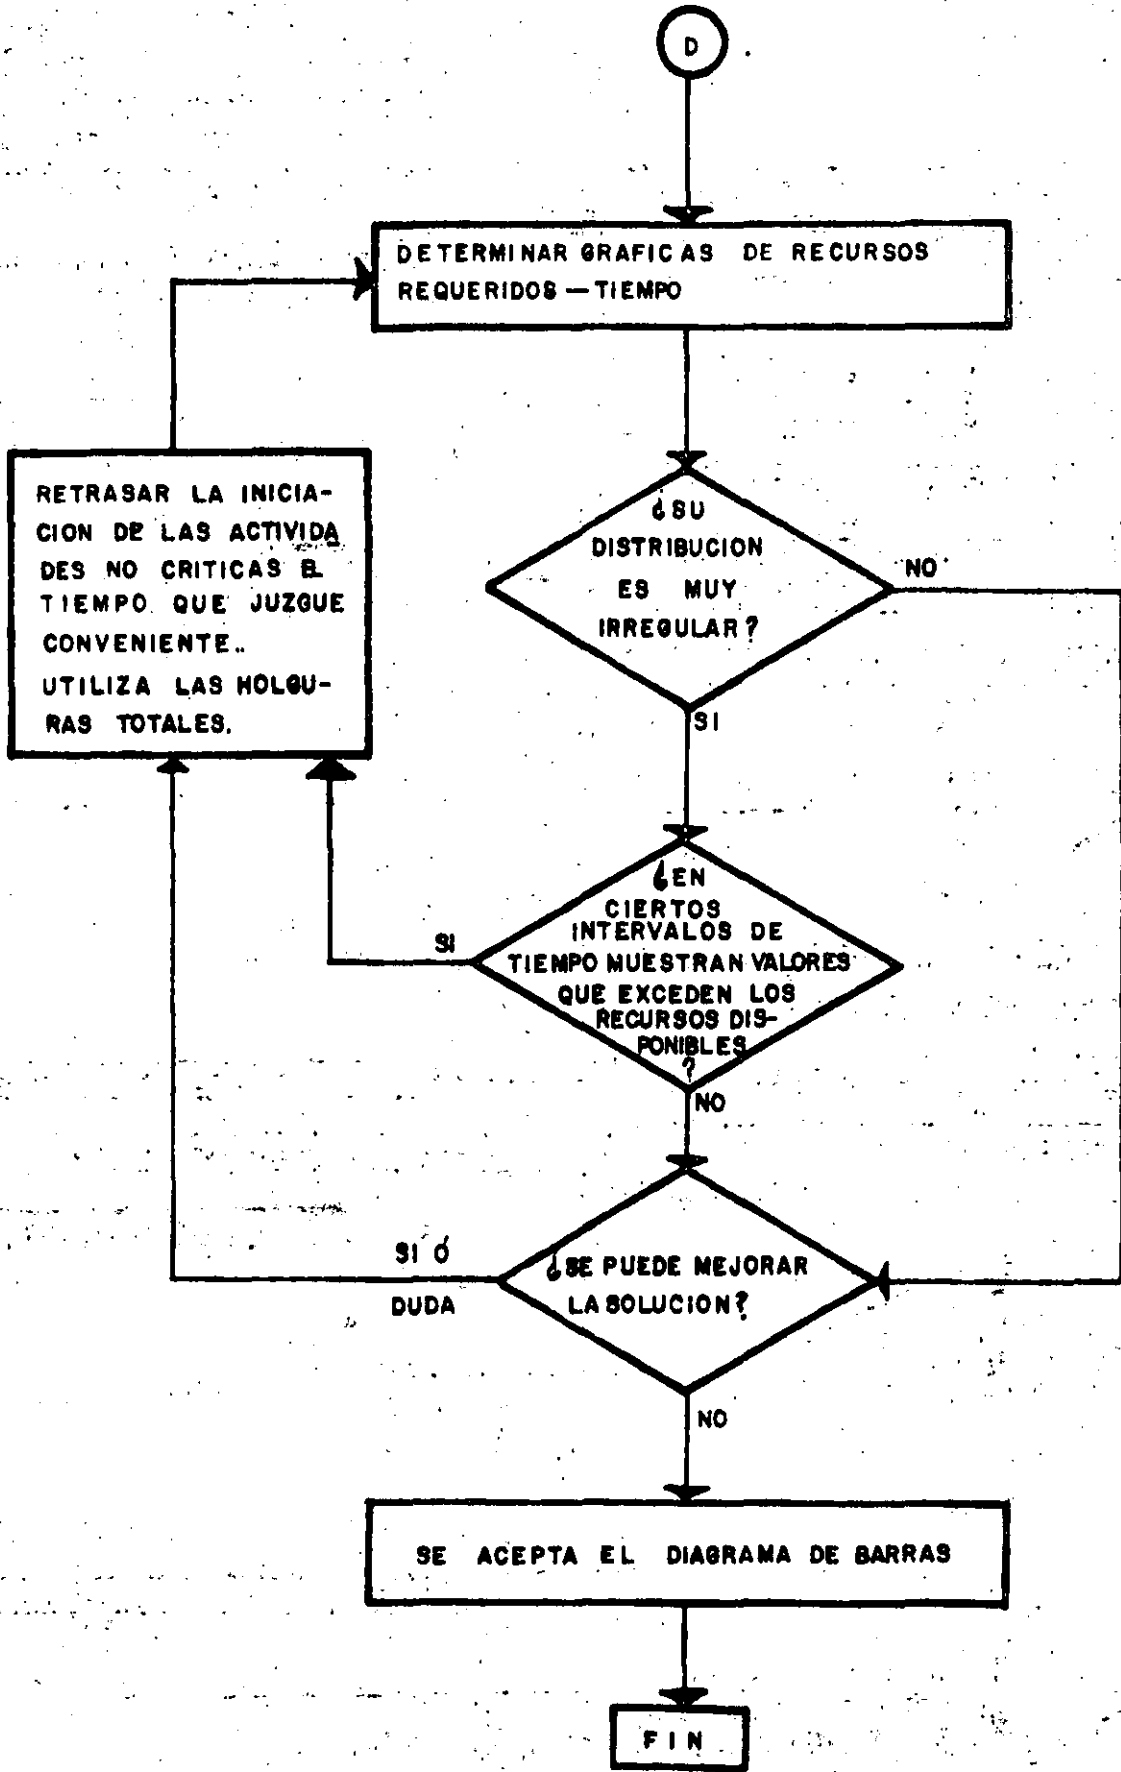 D
DETERMINAR GRAFICAS DE RECURSOS
REQUERIDOS — TIEMPO
RETRASAR LA INICIA-
CION DE LAS ACTIVIDA
DES NO CRITICAS EL
TIEMPO QUE JUZGUE
CONVENIENTE..
UTILIZA LAS HOLGU-
RAS TOTALES.
¿SU
DISTRIBUCION
ES MUY
IRREGULAR?
NO
SI
¿EN
CIERTOS
INTERVALOS DE
TIEMPO MUESTRAN VALORES
QUE EXCEDEN LOS
RECURSOS DIS-
PONIBLES
?
SI
NO
¿SE PUEDE MEJORAR
LA SOLUCION?
SI Ó
DUDA
NO
SE ACEPTA EL DIAGRAMA DE BARRAS
FIN